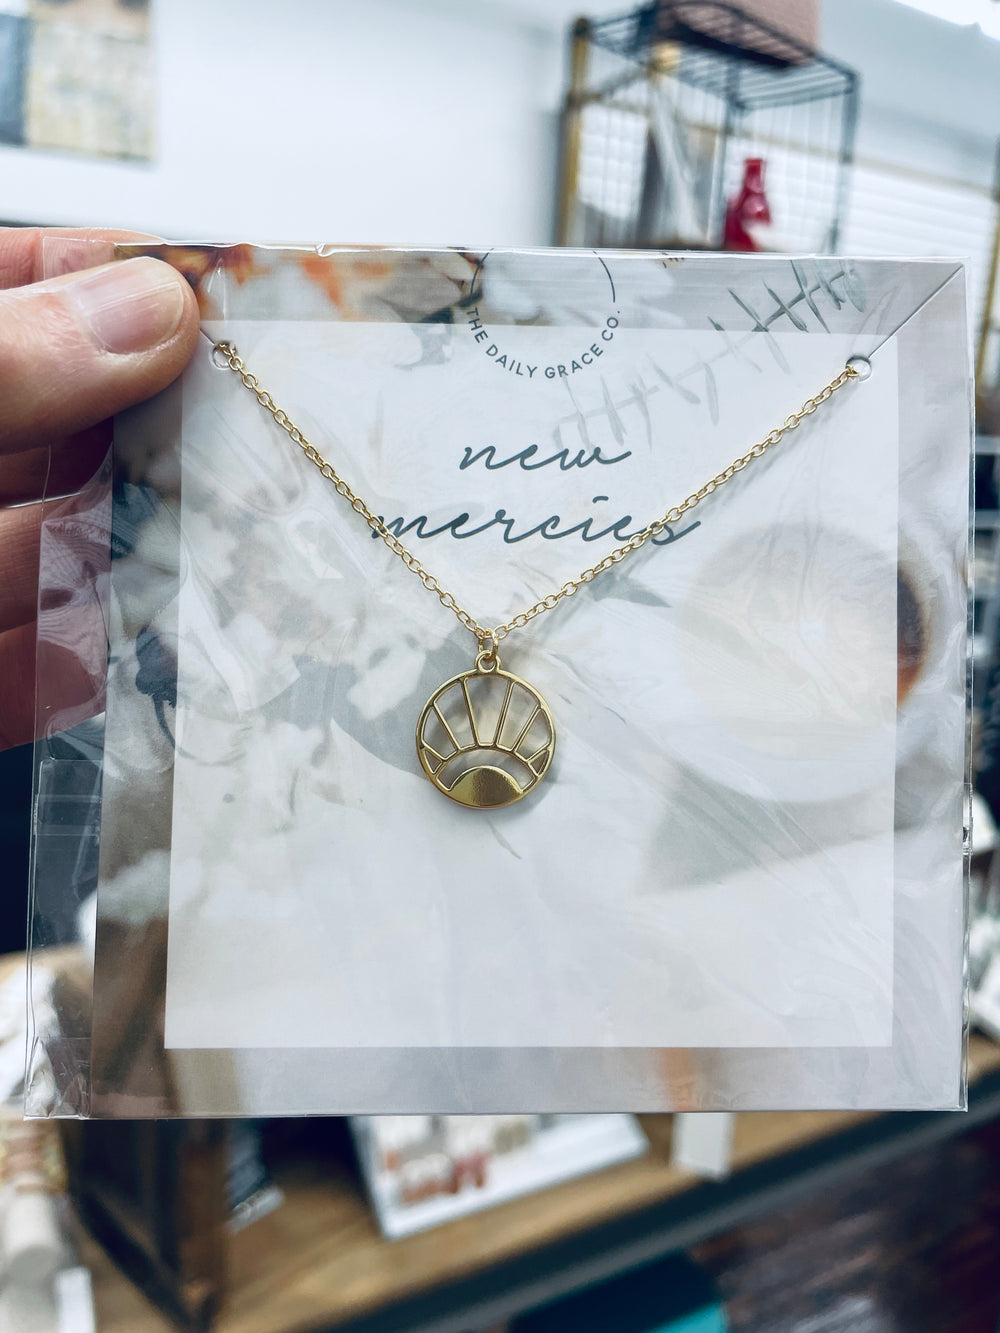 THE DAILY GRACE CO.
new
mercies